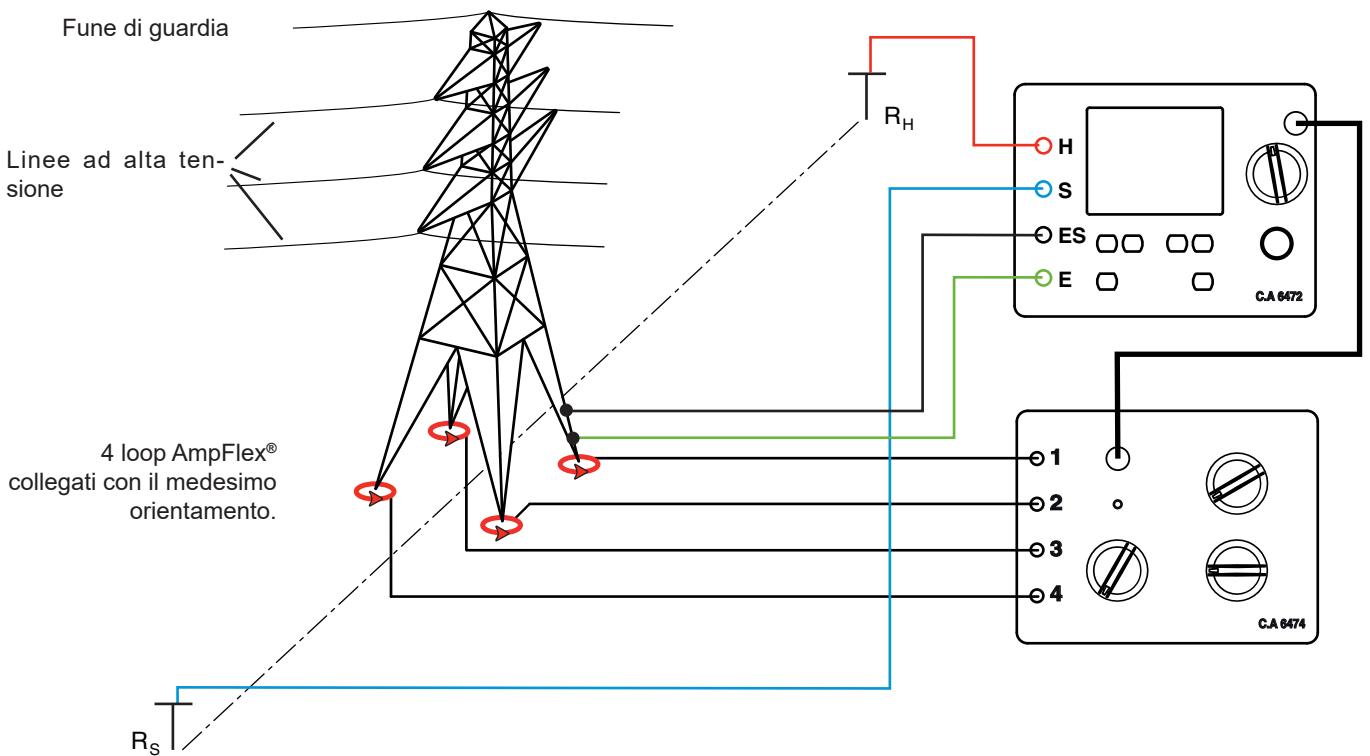 Fune di guardia
Linee ad alta ten-
sione
4 loop AmpFlex®
collegati con il medesimo
orientamento.
RH
RS
H
S
ES
E
C.A 6472
1
2
3
4
C.A 6474